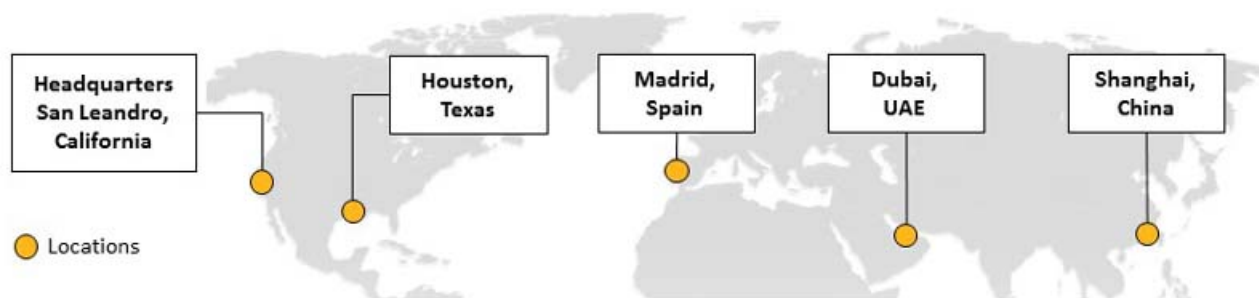 Headquarters
San Leandro,
California
Houston,
Texas
Madrid,
Spain
Dubai,
UAE
Shanghai,
China
Locations